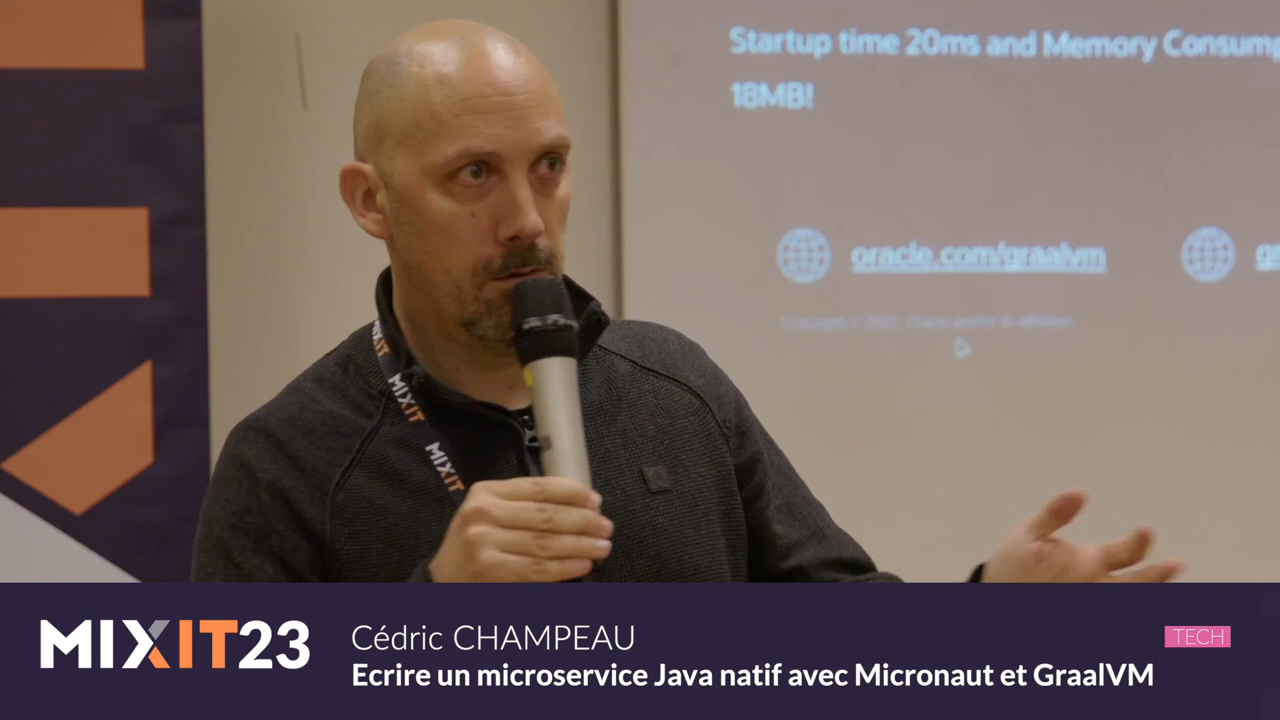 Startup time 20ms and Memory
18MB!
oracle.com/graalvm
MIXIT
MIXIT
MIXIT23
Cédric CHAMPEAU
TECH
Ecrire un microservice Java natif avec Micronaut et GraalVM